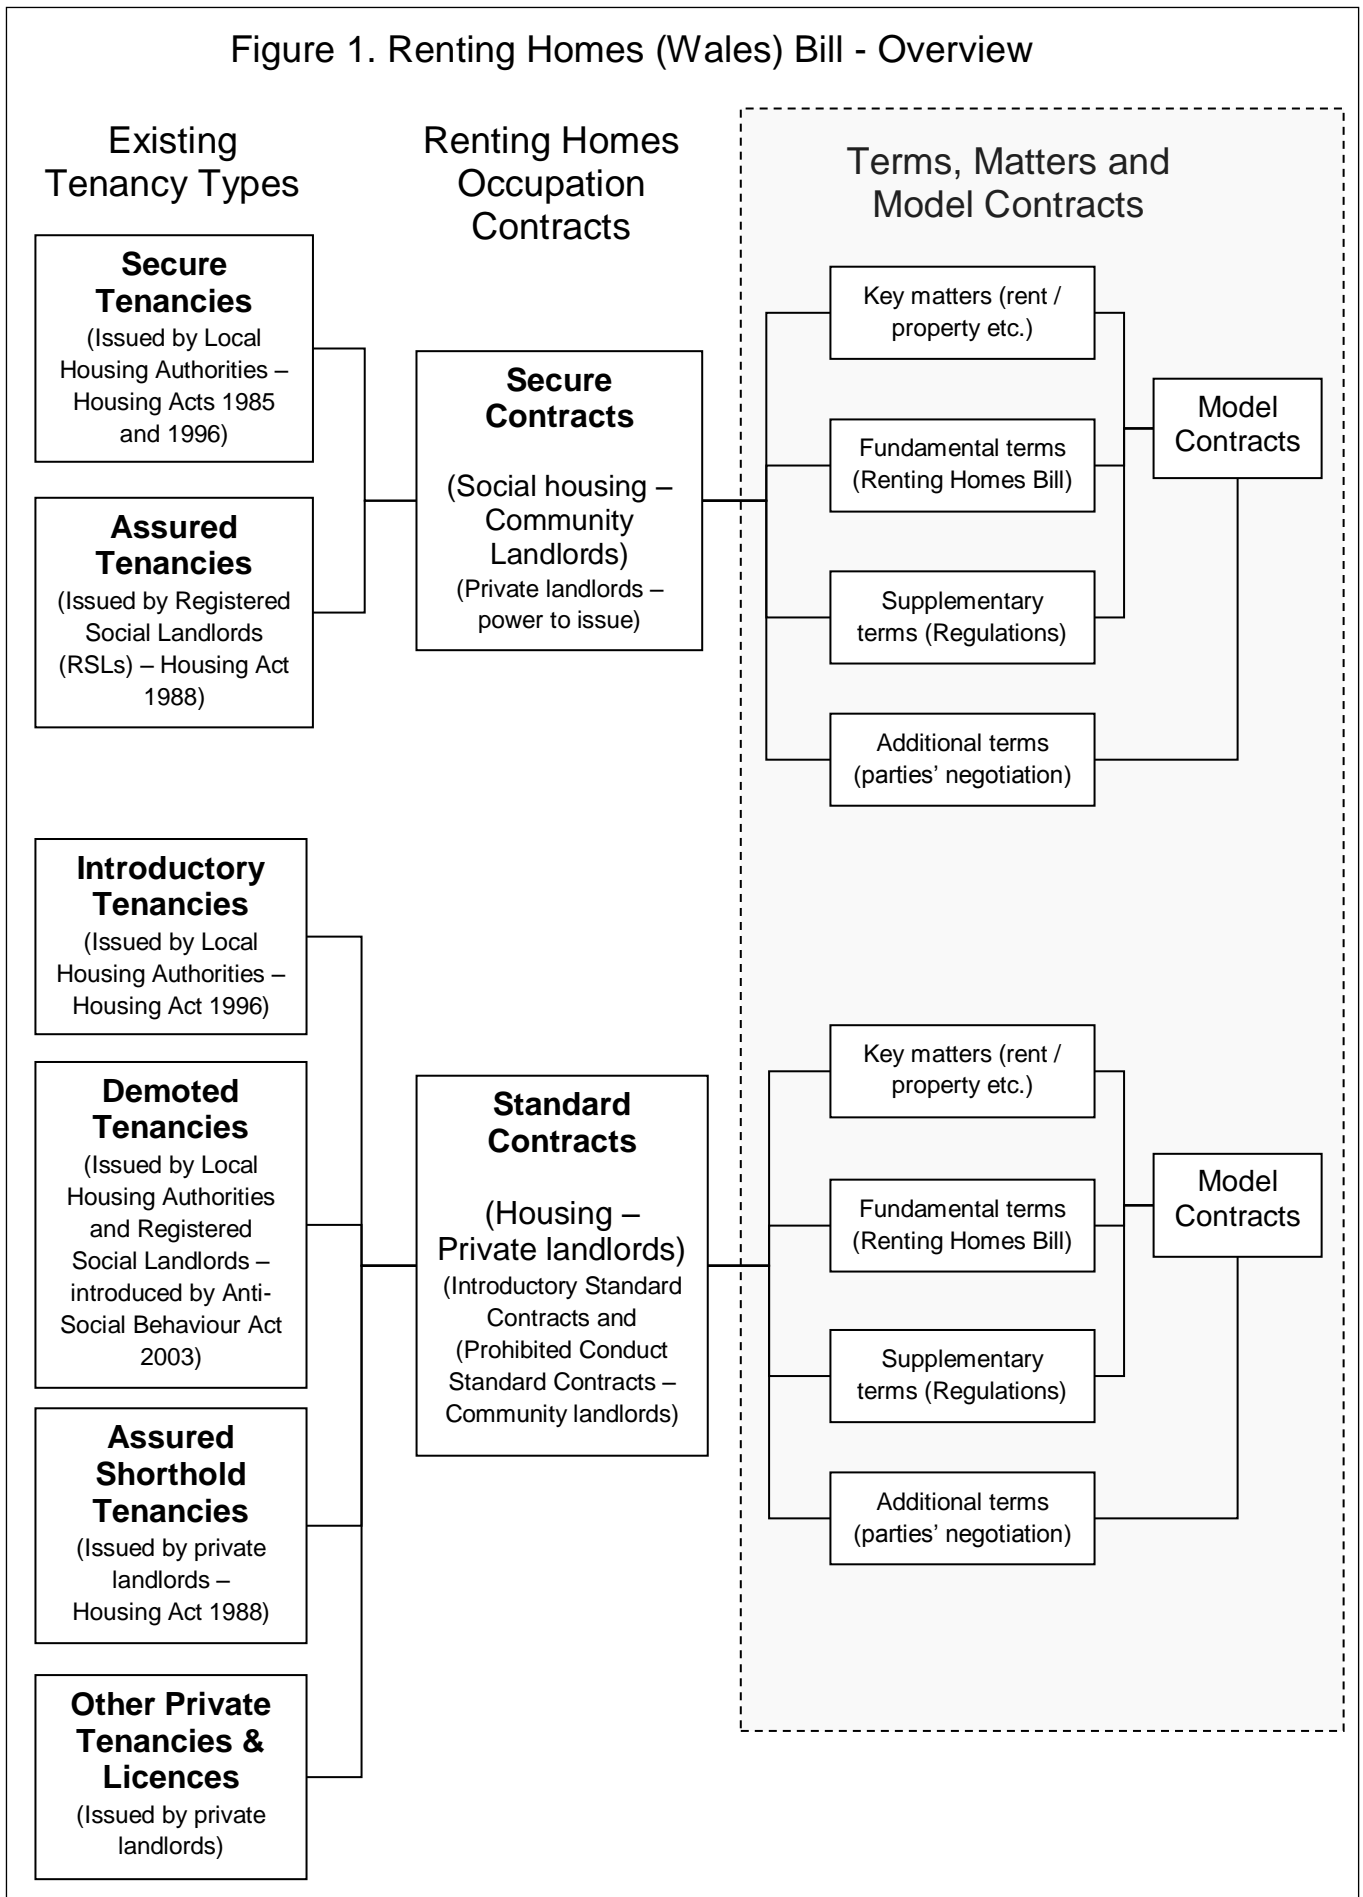 Figure 1. Renting Homes (Wales) Bill - Overview
Existing
Tenancy Types
Secure
Tenancies
(Issued by Local
Housing Authorities –
Housing Acts 1985
and 1996)
Assured
Tenancies
(Issued by Registered
Social Landlords
(RSLs) – Housing Act
1988)
Introductory
Tenancies
(Issued by Local
Housing Authorities –
Housing Act 1996)
Demoted
Tenancies
(Issued by Local
Housing Authorities
and Registered
Social Landlords –
introduced by Anti-
Social Behaviour Act
2003)
Assured
Shorthold
Tenancies
(Issued by private
landlords –
Housing Act 1988)
Other Private
Tenancies &
Licences
(Issued by private
landlords)
Renting Homes
Occupation
Contracts
Secure
Contracts
(Social housing –
Community
Landlords)
(Private landlords –
power to issue)
Standard
Contracts
(Housing –
Private landlords)
(Introductory Standard
Contracts and
(Prohibited Conduct
Standard Contracts –
Community landlords)
Terms, Matters and
Model Contracts
Key matters (rent /
property etc.)
Fundamental terms
(Renting Homes Bill)
Supplementary
terms (Regulations)
Additional terms
(parties’ negotiation)
Model
Contracts
Key matters (rent /
property etc.)
Fundamental terms
(Renting Homes Bill)
Supplementary
terms (Regulations)
Additional terms
(parties’ negotiation)
Model
Contracts